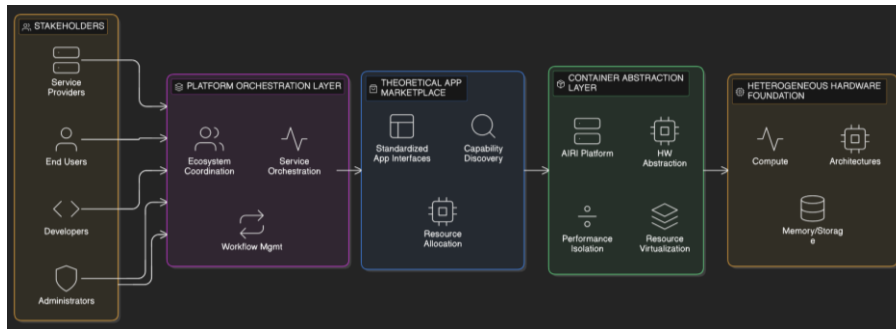 STAKEHOLDERS
Service
Providers
End Users
Developers
Administrators
PLATFORM ORCHESTRATION LAYER
Ecosystem
Coordination
Service
Orchestration
Workflow Mgmt
THEORETICAL APP
MARKETPLACE
Standardized
App Interfaces
Capability
Discovery
Resource
Allocation
CONTAINER ABSTRACTION
LAYER
AIRI Platform
HW
Abstraction
Performance
Isolation
Resource
Virtualization
HETEROGENEOUS HARDWARE
FOUNDATION
Compute
Architectures
Memory/Storag
e